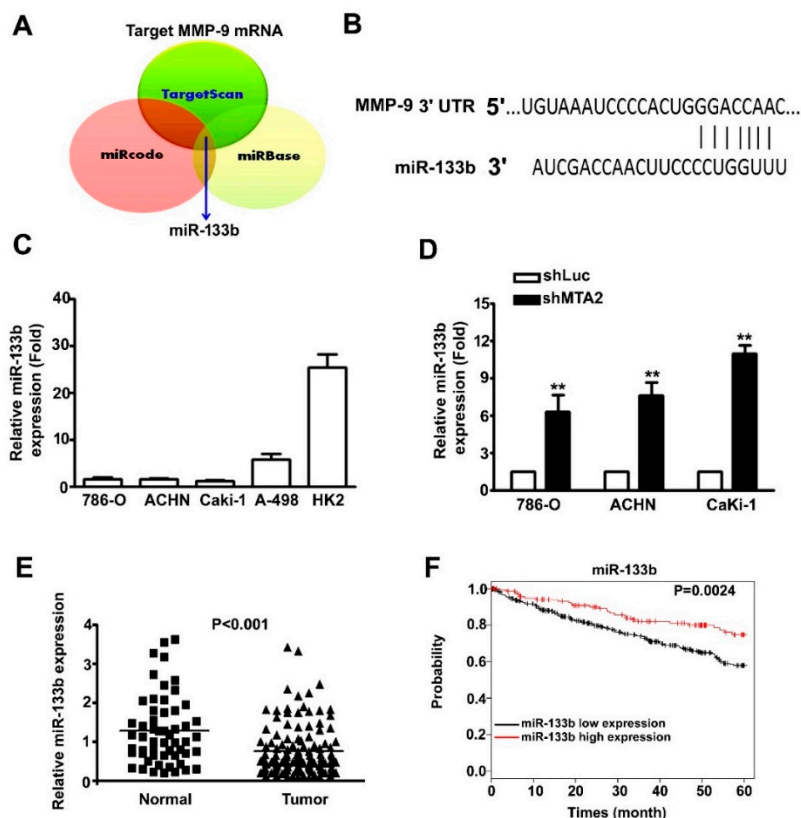 A
Target MMP-9 mRNA
TargetScan
miRcode
miRBase
miR-133b
B
MMP-9 3' UTR 5'...UGUAAAUCCCCACUGGGACCAAC...
miR-133b 3' AUCGACCAACUUCCCCUGGUUU
C
Relative miR-133b
expression (Fold)
40
30
20
10
0
786-O ACHN Caki-1 A-498 HK2
D
shLuc
shMTA2
Relative miR-133b
expression (Fold)
15
12
9
6
3
0
** ** **
786-O ACHN CaKi-1
E
P<0.001
Relative miR-133b expression
4
3
2
1
0
Normal Tumor
F
miR-133b
P=0.0024
Probability
1.0
0.8
0.6
0.4
0.2
0.0
miR-133b low expression
miR-133b high expression
0 10 20 30 40 50 60
Times (month)